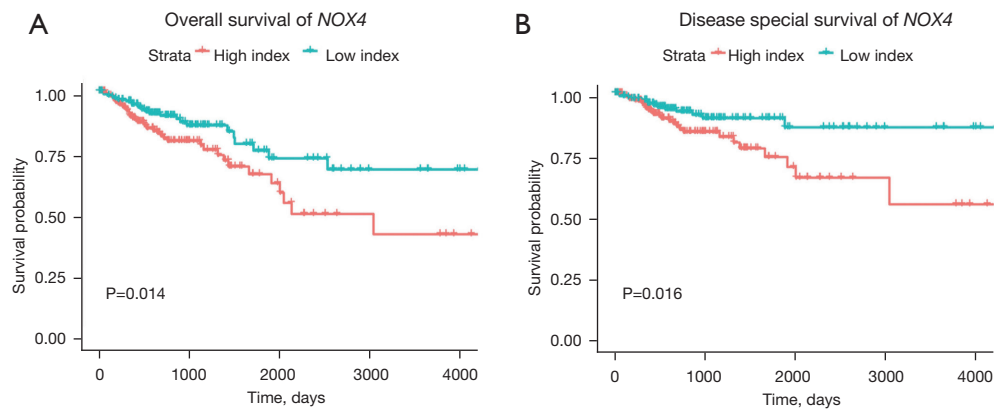 A
Overall survival of NOX4
Strata High index Low index
Survival probability
1.00
0.75
0.50
0.25
0.00
P=0.014
0 1000 2000 3000 4000
Time, days
B
Disease special survival of NOX4
Strata High index Low index
Survival probability
1.00
0.75
0.50
0.25
0.00
P=0.016
0 1000 2000 3000 4000
Time, days